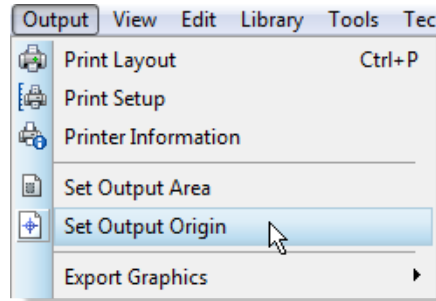 Output View Edit Library Tools Tec
Print Layout Ctrl+P
Print Setup
Printer Information
Set Output Area
Set Output Origin
Export Graphics